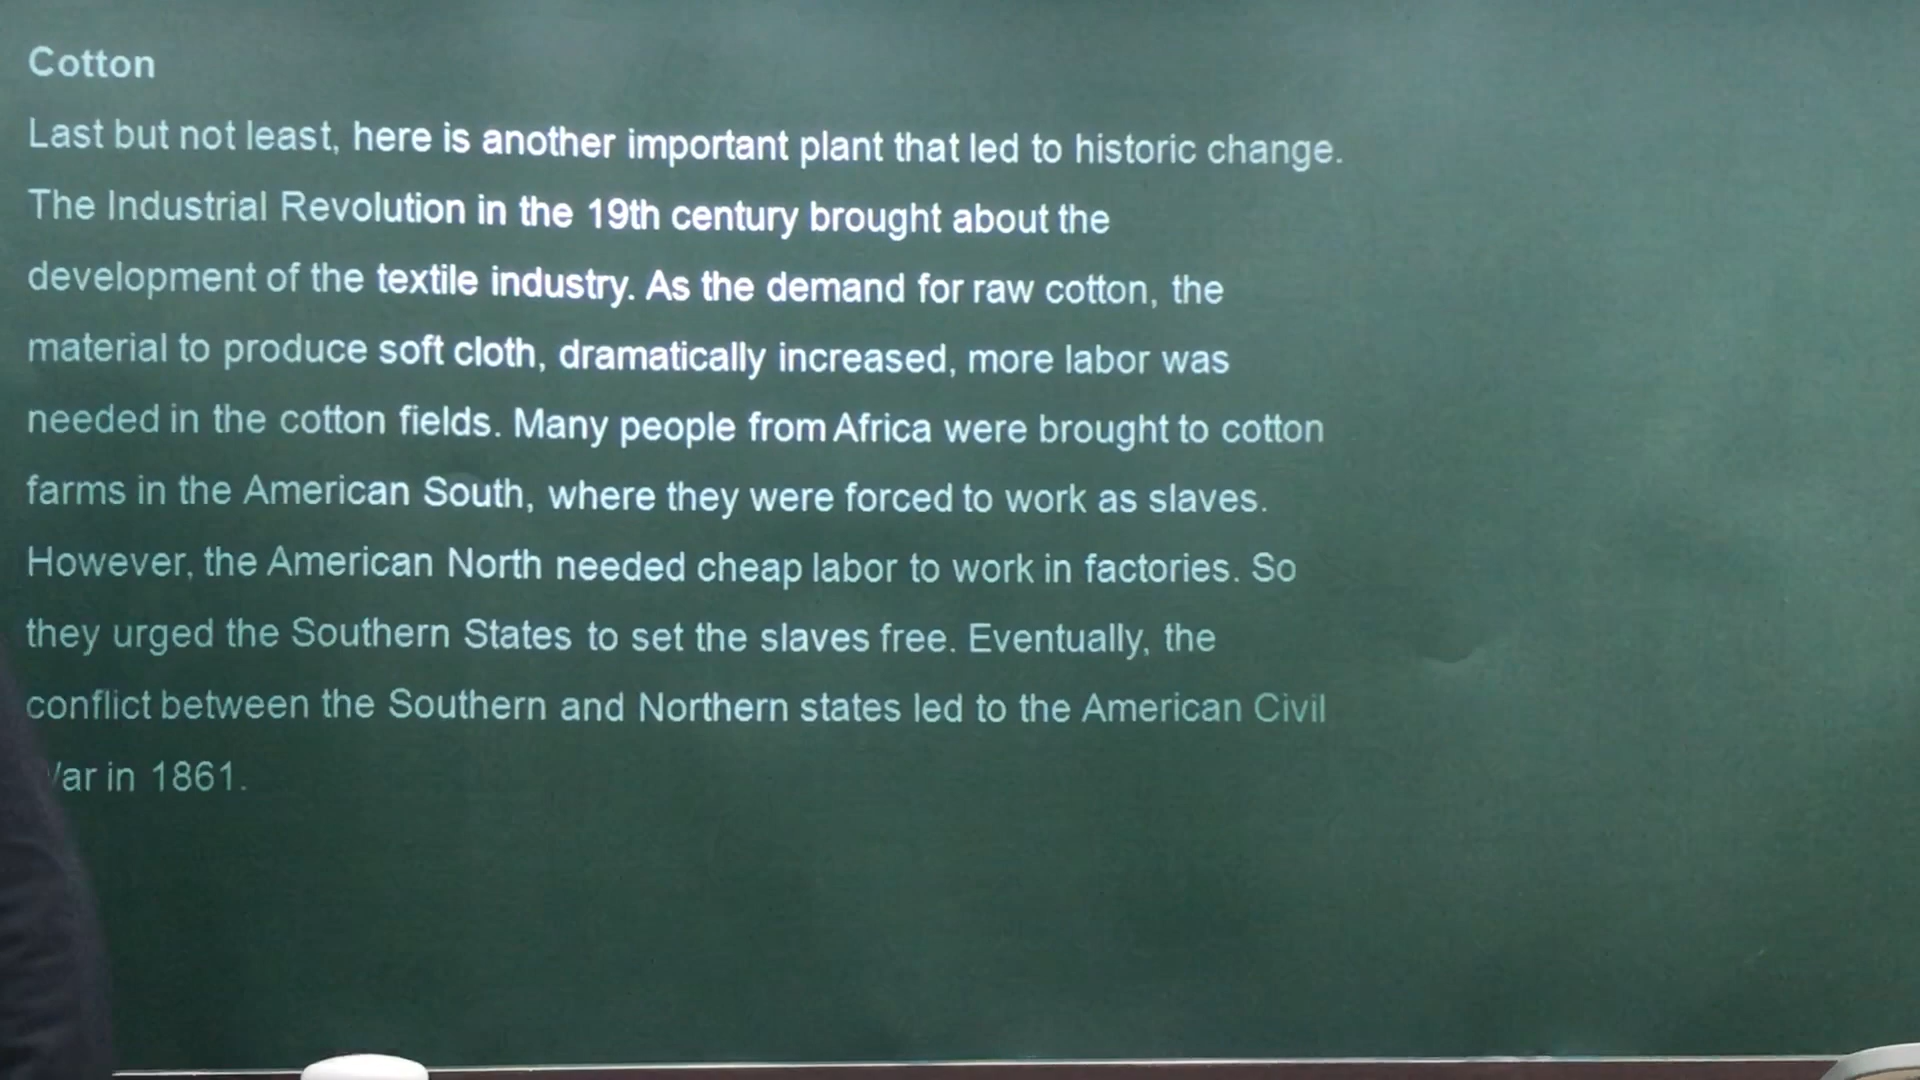 Cotton
Last but not least, here is another important plant that led to historic change.
The Industrial Revolution in the 19th century brought about the
development of the textile industry. As the demand for raw cotton, the
material to produce soft cloth, dramatically increased, more labor was
needed in the cotton fields. Many people from Africa were brought to cotton
farms in the American South, where they were forced to work as slaves.
However, the American North needed cheap labor to work in factories. So
they urged the Southern States to set the slaves free. Eventually, the
conflict between the Southern and Northern states led to the American Civil
War in 1861.